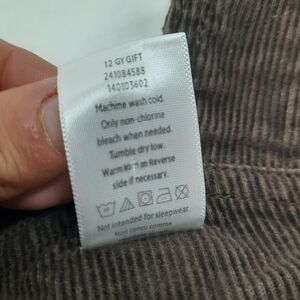 12 GY GIFT
241084588
140103602
Machine wash cold.
Only non-chlorine
bleach when needed.
Tumble dry low.
Warm iron on Reverse
side if necessary.
Not intended for sleepwear.
Non conçu comme